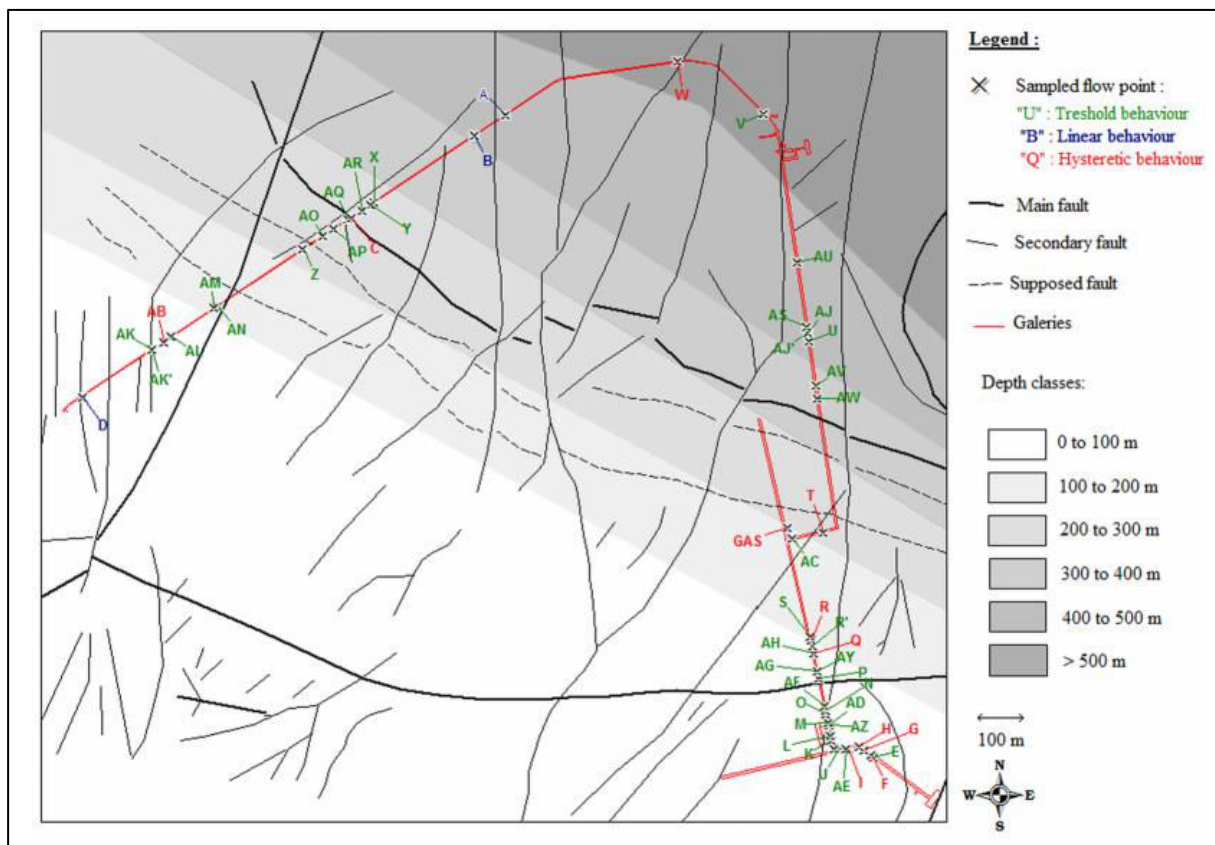 A
W
V
B
X
AR
AQ
AO
Y
AP
C
Z
AU
AM
AB
AN
AS
AJ
U
AJ'
AK
AL
AK'
AV
AW
D
T
GAS
AC
S
R
R'
AH
Q
AG
AY
P
AF
N
O
AD
M
AZ
H
G
L
K
E
J
AE
I
F
Legend :
Sampled flow point :
"U" : Treshold behaviour
"B" : Linear behaviour
"Q" : Hysteretic behaviour
Main fault
Secondary fault
Supposed fault
Galeries
Depth classes:
0 to 100 m
100 to 200 m
200 to 300 m
300 to 400 m
400 to 500 m
> 500 m
100 m
N
W E
S